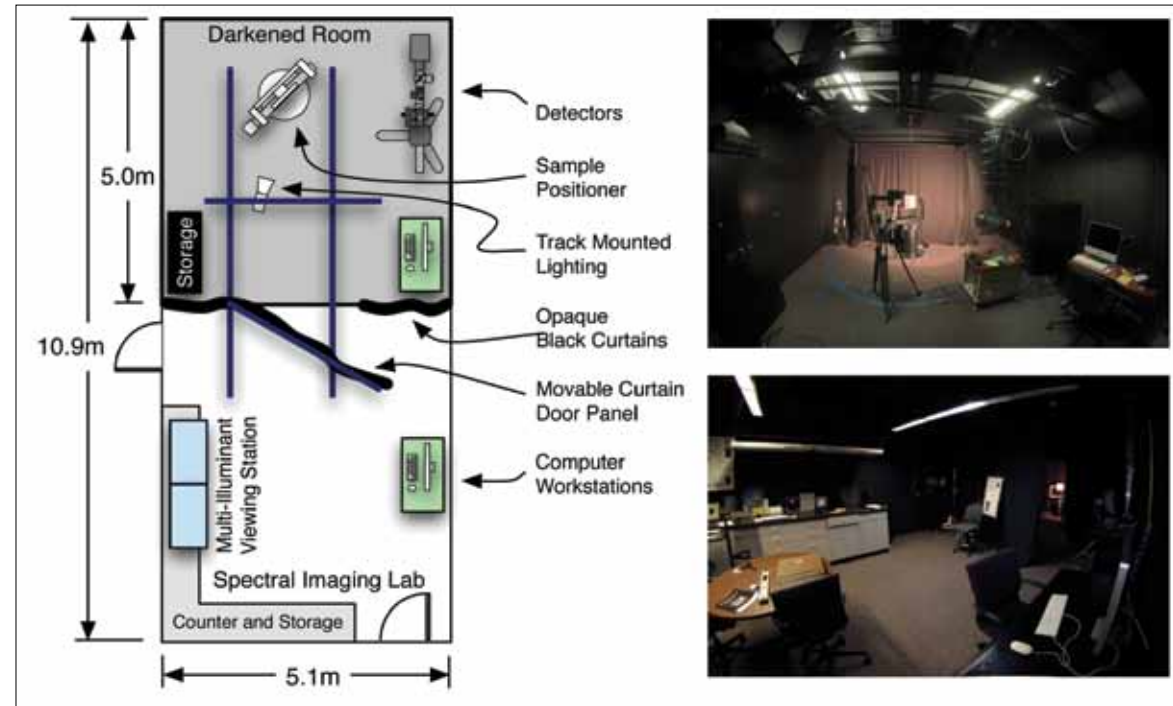 Darkened Room
Detectors
5.0m
Sample
Positioner
Storage
Track Mounted
Lighting
Opaque
Black Curtains
10.9m
Movable Curtain
Door Panel
Multi-Illuminant
Viewing Station
Computer
Workstations
Spectral Imaging Lab
Counter and Storage
5.1m